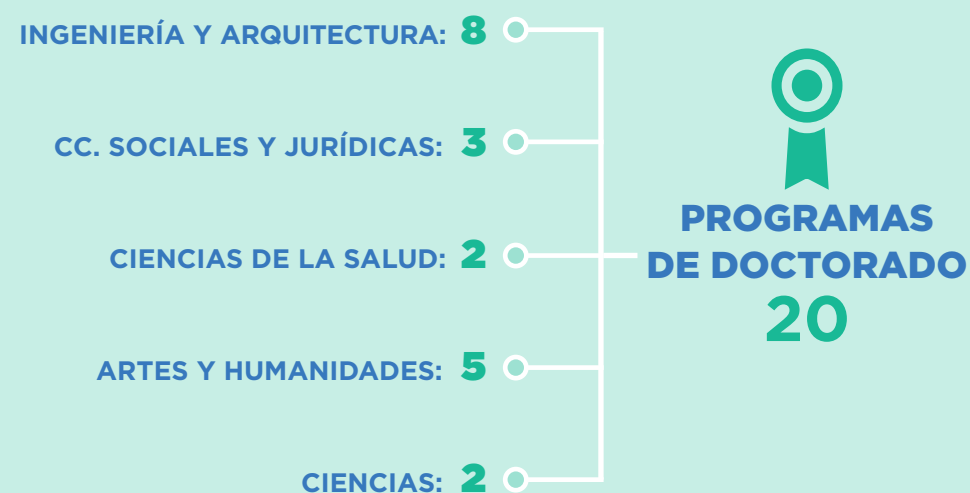 INGENIERÍA Y ARQUITECTURA: 8
CC. SOCIALES Y JURÍDICAS: 3
CIENCIAS DE LA SALUD: 2
ARTES Y HUMANIDADES: 5
CIENCIAS: 2
PROGRAMAS
DE DOCTORADO
20